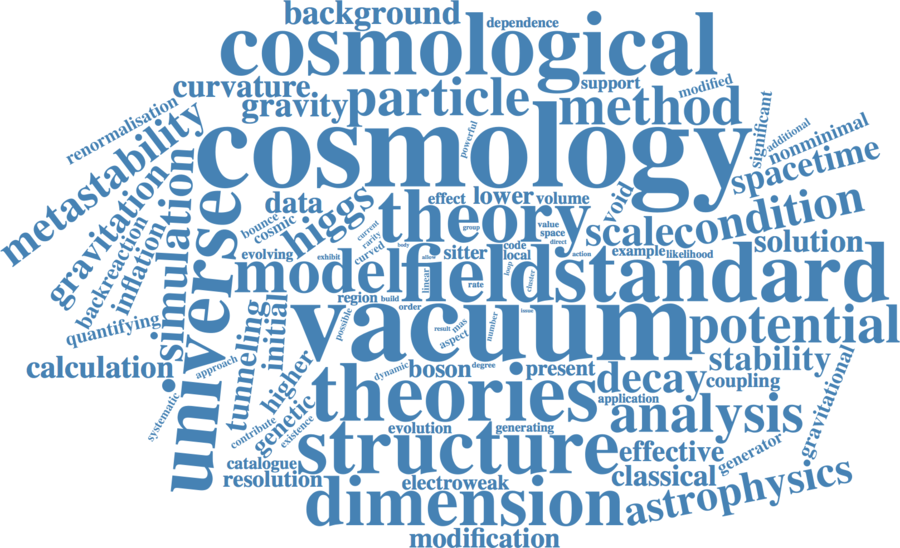 background
dependence
cosmological
curvature
support
modified
gravity
particle
method
renormalisation
metastability
cosmology
powerful
significant
additional
nonminimal
spacetime
gravitation
simulation
universe
data
effect
lower
volume
void
higgs
theory
scale
condition
bounce
cosmic
current
rarity
curved
group
value
space
direct
solution
backreaction
inflation
evolving
exhibit
body
model
field
standard
allow
linear
sitter
code
local
rate
loop
cluster
action
example
likelihood
quantifying
region
build
order
vacuum
potential
possible
result
mas
aspect
number
calculation
approach
tunneling
initial
higher
dynamic
boson
degree
present
decay
stability
coupling
gravitational
systematic
contribute
genetic
existence
theories
application
analysis
evolution
generating
structure
effective
generator
catalogue
resolution
electroweak
classical
dimension
astrophysics
modification